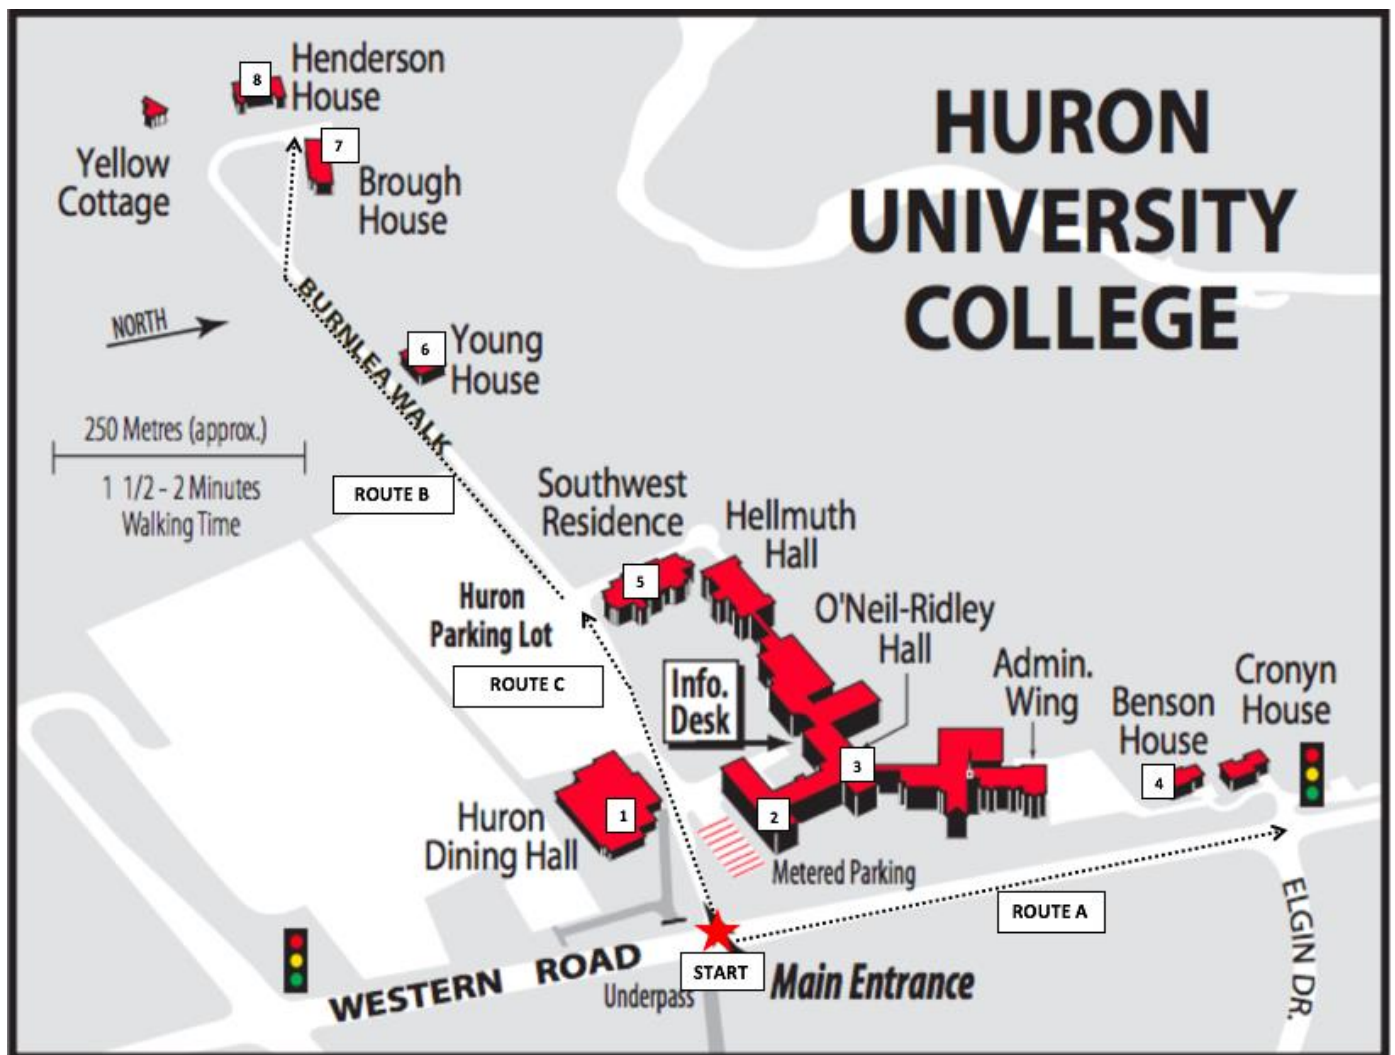 HURON
UNIVERSITY
COLLEGE
8
Henderson
House
7
Yellow
Cottage
Brough
House
BURNLEA WALK
NORTH
6
Young
House
250 Metres (approx.)
1 1/2 - 2 Minutes
Walking Time
ROUTE B
Southwest
Residence
Hellmuth
Hall
5
Huron
Parking Lot
O'Neil-Ridley
Hall
ROUTE C
Info.
Desk
Admin.
Wing
Benson
House
Cronyn
House
3
4
1
2
Huron
Dining Hall
Metered Parking
ROUTE A
ELGIN DR.
WESTERN ROAD
START
Main Entrance
Underpass